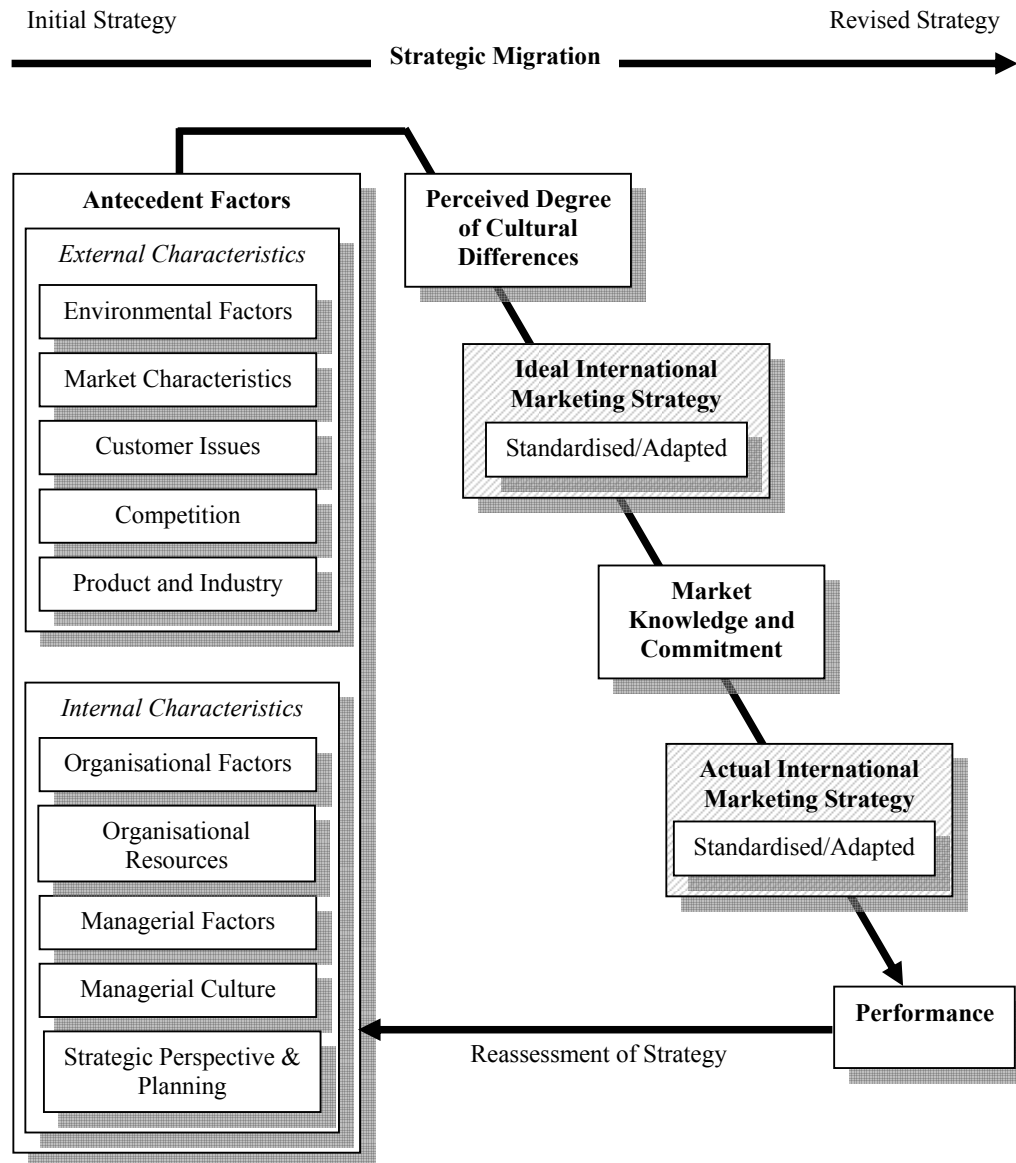 Initial Strategy
Revised Strategy
Strategic Migration
Antecedent Factors
External Characteristics
Environmental Factors
Market Characteristics
Customer Issues
Competition
Product and Industry
Internal Characteristics
Organisational Factors
Organisational
Resources
Managerial Factors
Managerial Culture
Strategic Perspective &
Planning
Perceived Degree
of Cultural
Differences
Ideal International
Marketing Strategy
Standardised/Adapted
Market
Knowledge and
Commitment
Actual International
Marketing Strategy
Standardised/Adapted
Performance
Reassessment of Strategy